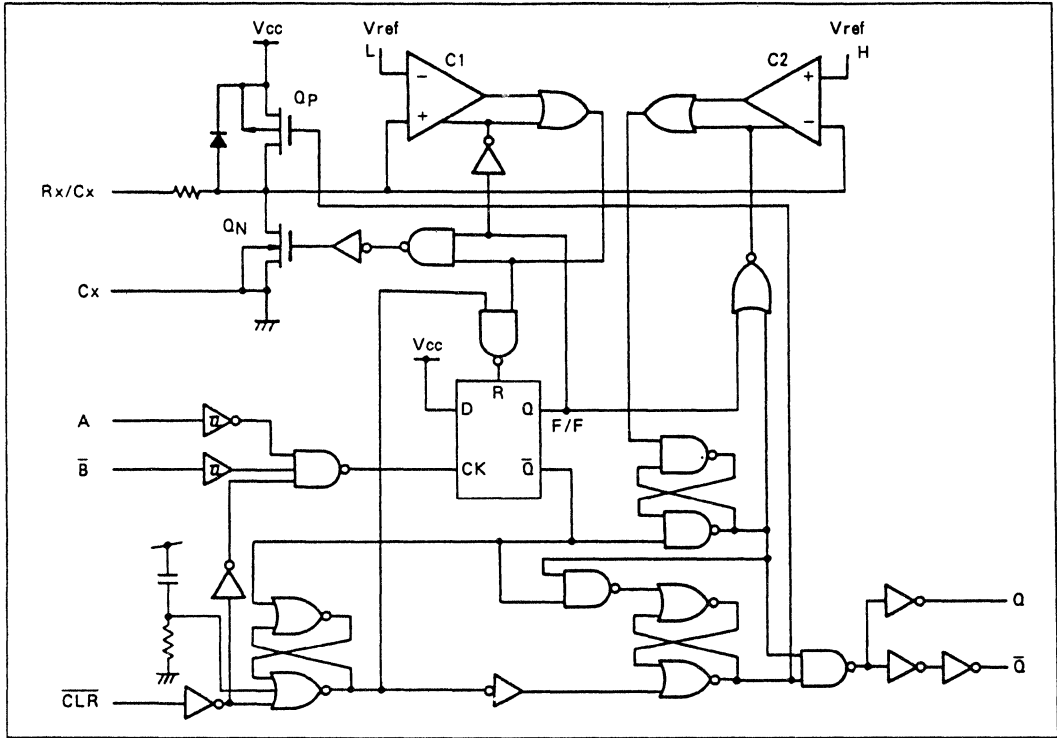 Vcc
Vref
L
C1
C2
Vref
H
QP
−
+
+
−
Rx/Cx
QN
Cx
Vcc
R
D
Q
F/F
A
B̅
CK
Q̅
Q
Q̅
C̅L̅R̅